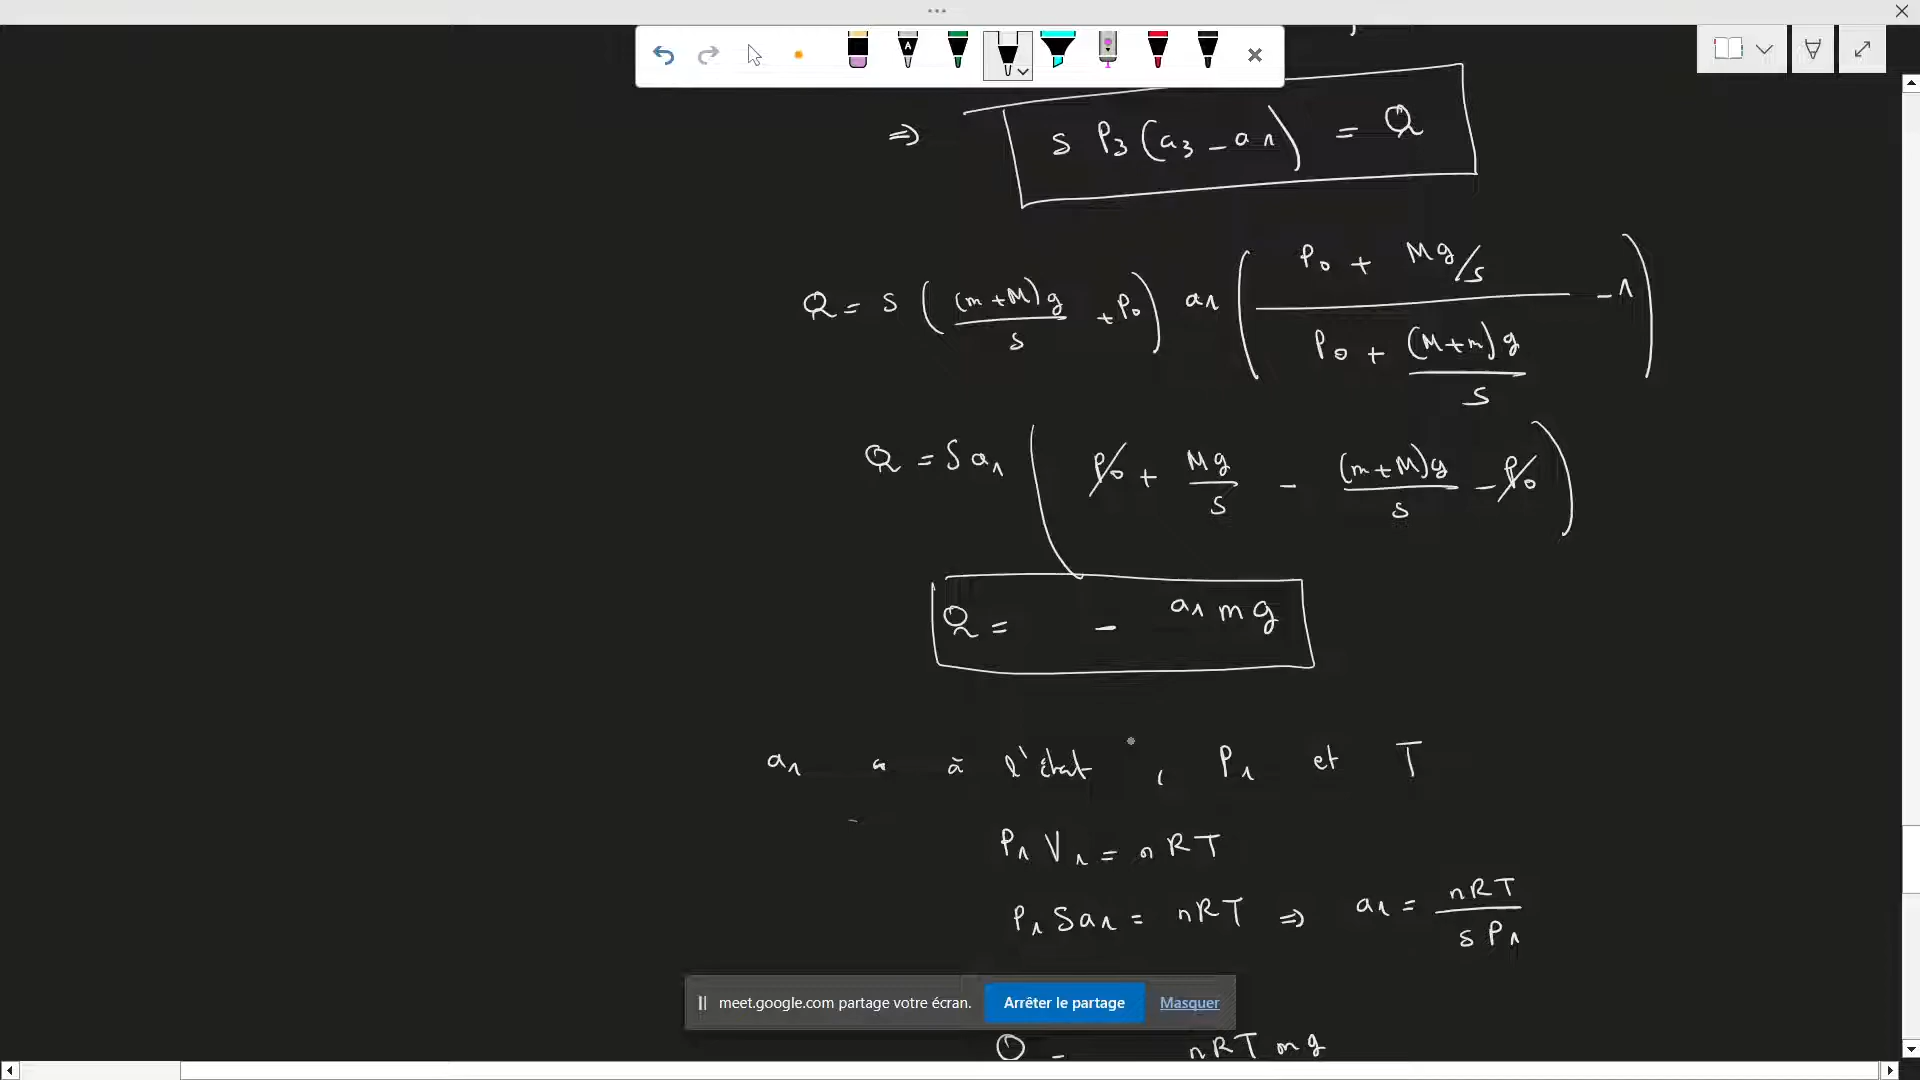 ⇒ s P₃ (a₃ - a₁) = Q
Q = s ( (m+M)g / s + P₀ ) a₁ ( (P₀ + Mg/s) / (P₀ + (M+m)g / s) - 1 )
Q = S a₁ ( P₀ + Mg / s - (m+M)g / s - P₀ )
Q = - a₁ m g
a₁ a à l'état , P₁ et T
P₁ V₁ = n R T
P₁ S a₁ = n R T ⇒ a₁ = nRT / s P₁
meet.google.com partage votre écran. Arrêter le partage Masquer
nRT mg